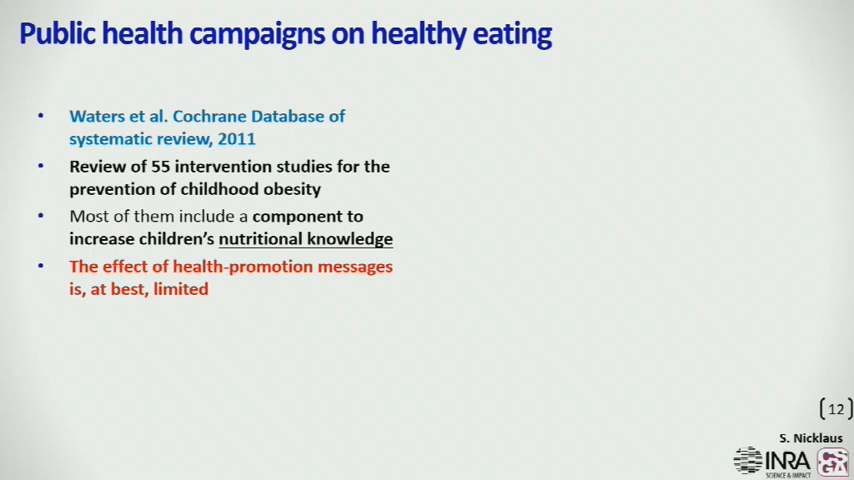 Public health campaigns on healthy eating
• Waters et al. Cochrane Database of
systematic review, 2011
• Review of 55 intervention studies for the
prevention of childhood obesity
• Most of them include a component to
increase children's nutritional knowledge
• The effect of health-promotion messages
is, at best, limited
[12]
S. Nicklaus
INRA
SCIENCE & IMPACT
CSGA